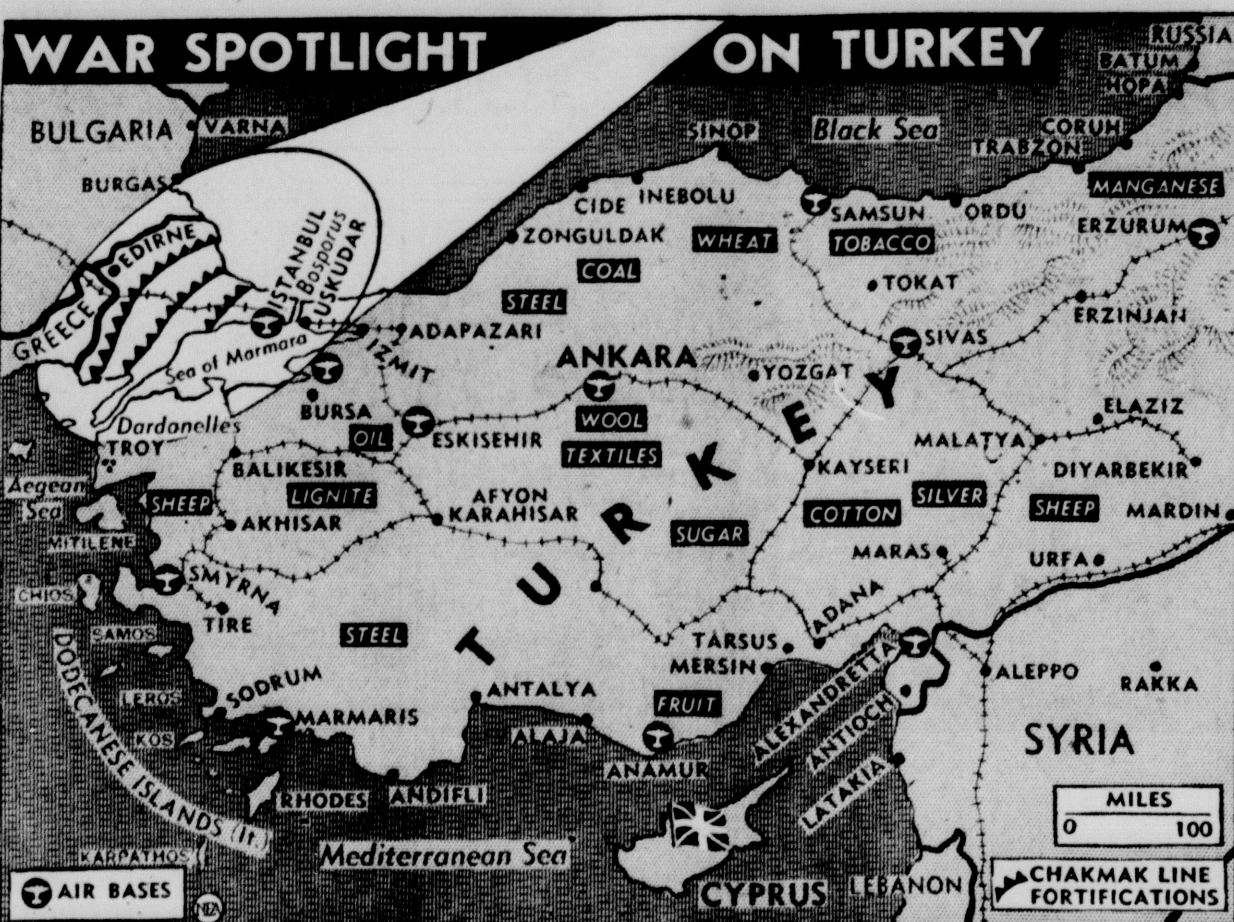 WAR SPOTLIGHT ON TURKEY
RUSSIA
BATUM
HOPA
BULGARIA
VARNA
SINOP
Black Sea
CORUH
TRABZON
BURGAS
CIDE
INEBOLU
SAMSUN
ORDU
MANGANESE
ERZURUM
EDIRNE
ISTANBUL
Bosporus
USKUDAR
ZONGULDAK
WHEAT
TOBACCO
COAL
TOKAT
STEEL
ERZINJAN
GREECE
Sea of Marmara
IZMIT
ADAPAZARI
ANKARA
SIVAS
YOZGAT
BURSA
Dardanelles
TROY
OIL
ESKISEHIR
WOOL
TEXTILES
TURKEY
ELAZIZ
MALATYA
BALIKESIR
KAYSERI
DIYARBEKIR
Aegean
Sea
SHEEP
LIGNITE
AFYON
KARAHISAR
SILVER
SHEEP
MARDIN
AKHISAR
COTTON
SUGAR
MITILENE
MARAS
URFA
CHIOS
SMYRNA
TIRE
SAMOS
STEEL
ADANA
TARSUS
MERSIN
ALEXANDRETTA
ANTIOCH
LATAKIA
ALEPPO
RAKKA
DODECANESE ISLANDS (It.)
LEROS
SODRUM
KOS
MARMARIS
ANTALYA
ALAJA
FRUIT
ANAMUR
SYRIA
RHODES
ANDIFLI
MILES
0 100
KARPATHOS
Mediterranean Sea
CYPRUS
LEBANON
AIR BASES
NEA
CHAKMAK LINE
FORTIFICATIONS